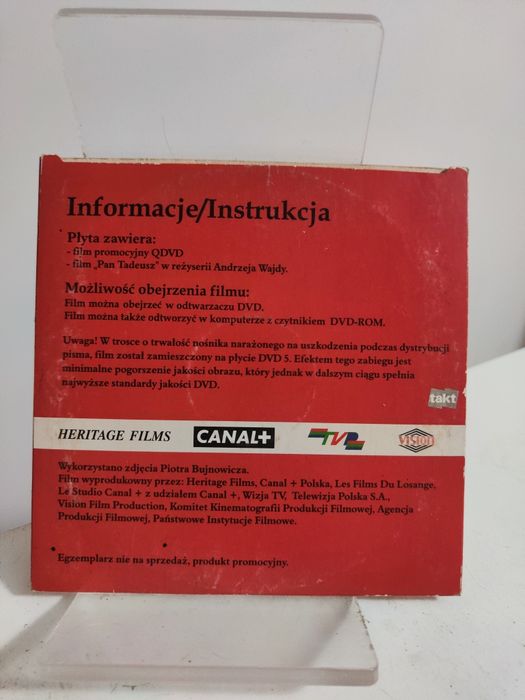 Informacje/Instrukcja
Płyta zawiera:
- film promocyjny QDVD
- film „Pan Tadeusz" w reżyserii Andrzeja Wajdy.
Możliwość obejrzenia filmu:
Film można obejrzeć w odtwarzaczu DVD.
Film można także odtworzyć w komputerze z czytnikiem DVD-ROM.
Uwaga! W trosce o trwałość nośnika narażonego na uszkodzenia podczas dystrybucji
pisma, film został zamieszczony na płycie DVD 5. Efektem tego zabiegu jest
minimalne pogorszenie jakości obrazu, który jednak w dalszym ciągu spełnia
najwyższe standardy jakości DVD.
takt
HERITAGE FILMS CANAL+ TVP VISION
Wykorzystano zdjęcia Piotra Bujnowicza.
Film wyprodukowny przez: Heritage Films, Canal + Polska, Les Films Du Losange,
Le Studio Canal + z udziałem Canal +, Wizja TV, Telewizja Polska S.A.,
Vision Film Production, Komitet Kinematografii Produkcji Filmowej, Agencja
Produkcji Filmowej, Państwowe Instytucje Filmowe.
Egzemplarz nie na sprzedaż, produkt promocyjny.